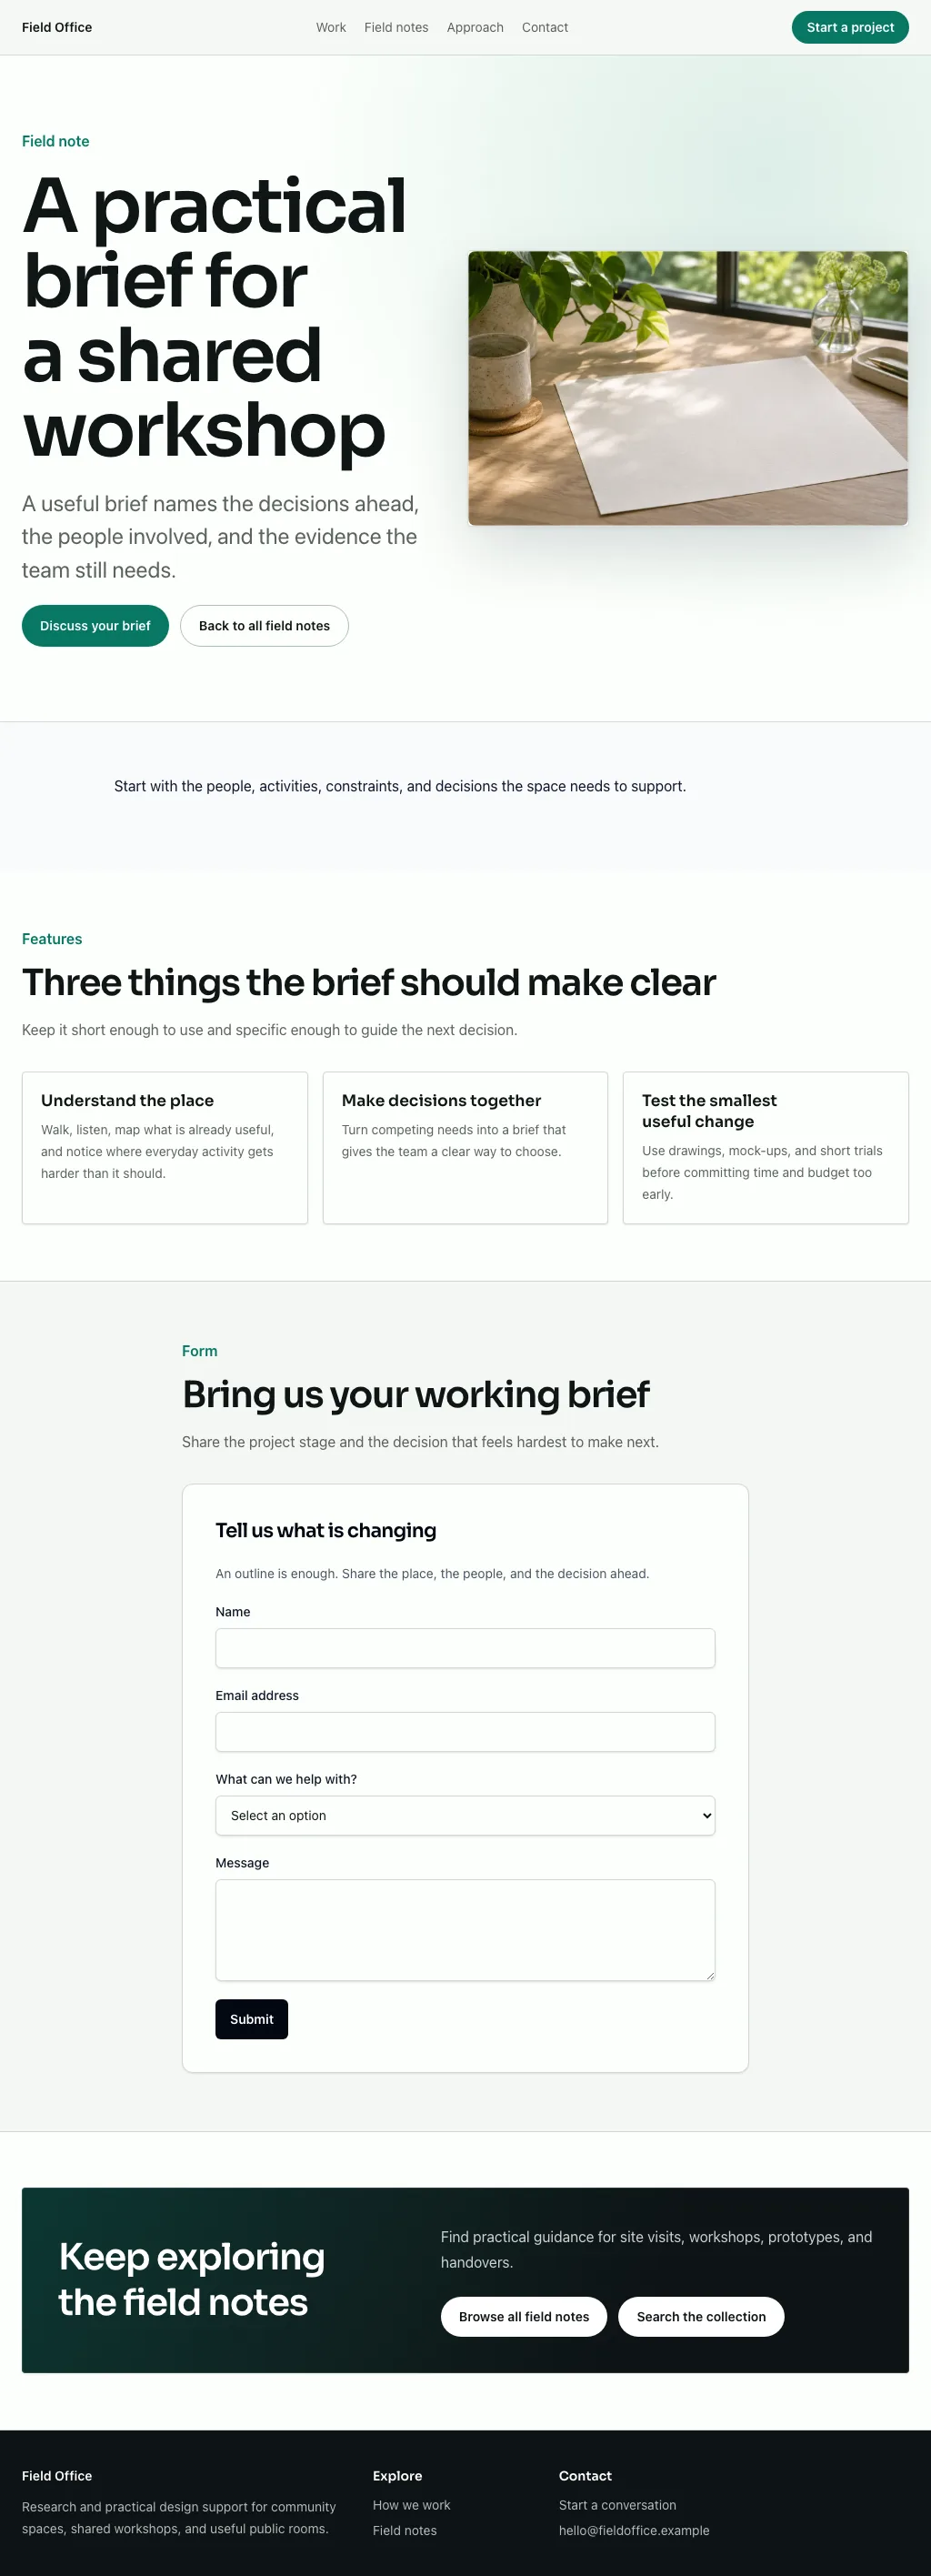 Field Office
Work
Field notes
Approach
Contact
Start a project
Field note
A practical
brief for
a shared
workshop
A useful brief names the decisions ahead,
the people involved, and the evidence the
team still needs.
Discuss your brief
Back to all field notes
Start with the people, activities, constraints, and decisions the space needs to support.
Features
Three things the brief should make clear
Keep it short enough to use and specific enough to guide the next decision.
Understand the place
Walk, listen, map what is already useful,
and notice where everyday activity gets
harder than it should.
Make decisions together
Turn competing needs into a brief that
gives the team a clear way to choose.
Test the smallest
useful change
Use drawings, mock-ups, and short trials
before committing time and budget too
early.
Form
Bring us your working brief
Share the project stage and the decision that feels hardest to make next.
Tell us what is changing
An outline is enough. Share the place, the people, and the decision ahead.
Name
Email address
What can we help with?
Select an option
Message
Submit
Keep exploring
the field notes
Find practical guidance for site visits, workshops, prototypes, and
handovers.
Browse all field notes
Search the collection
Field Office
Research and practical design support for community
spaces, shared workshops, and useful public rooms.
Explore
How we work
Field notes
Contact
Start a conversation
hello@fieldoffice.example